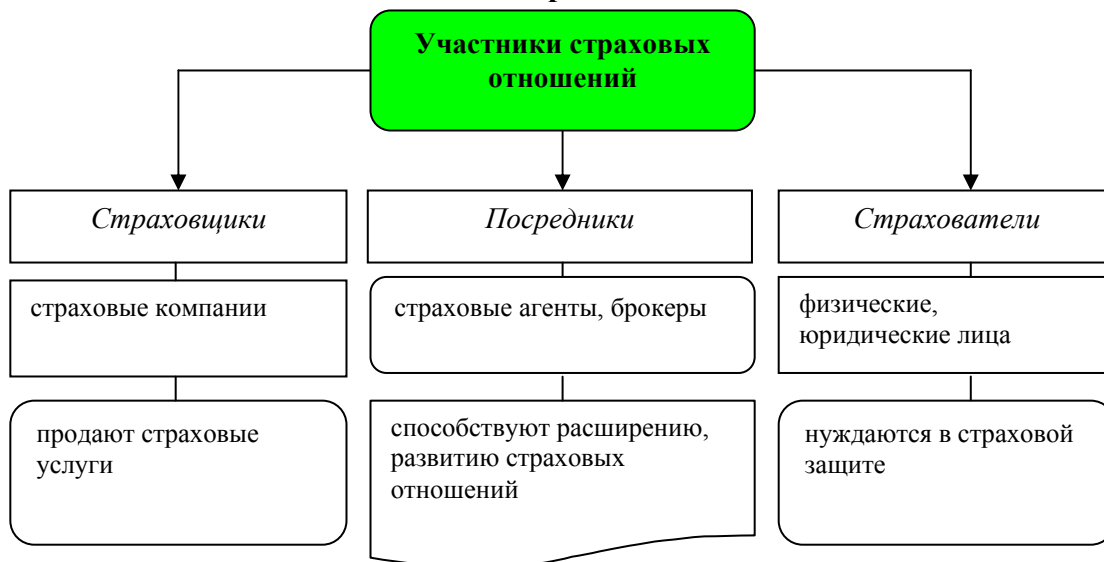 Участники страховых
отношений
Страховщики
Посредники
Страхователи
страховые компании
страховые агенты, брокеры
физические,
юридические лица
продают страховые
услуги
способствуют расширению,
развитию страховых
отношений
нуждаются в страховой
защите